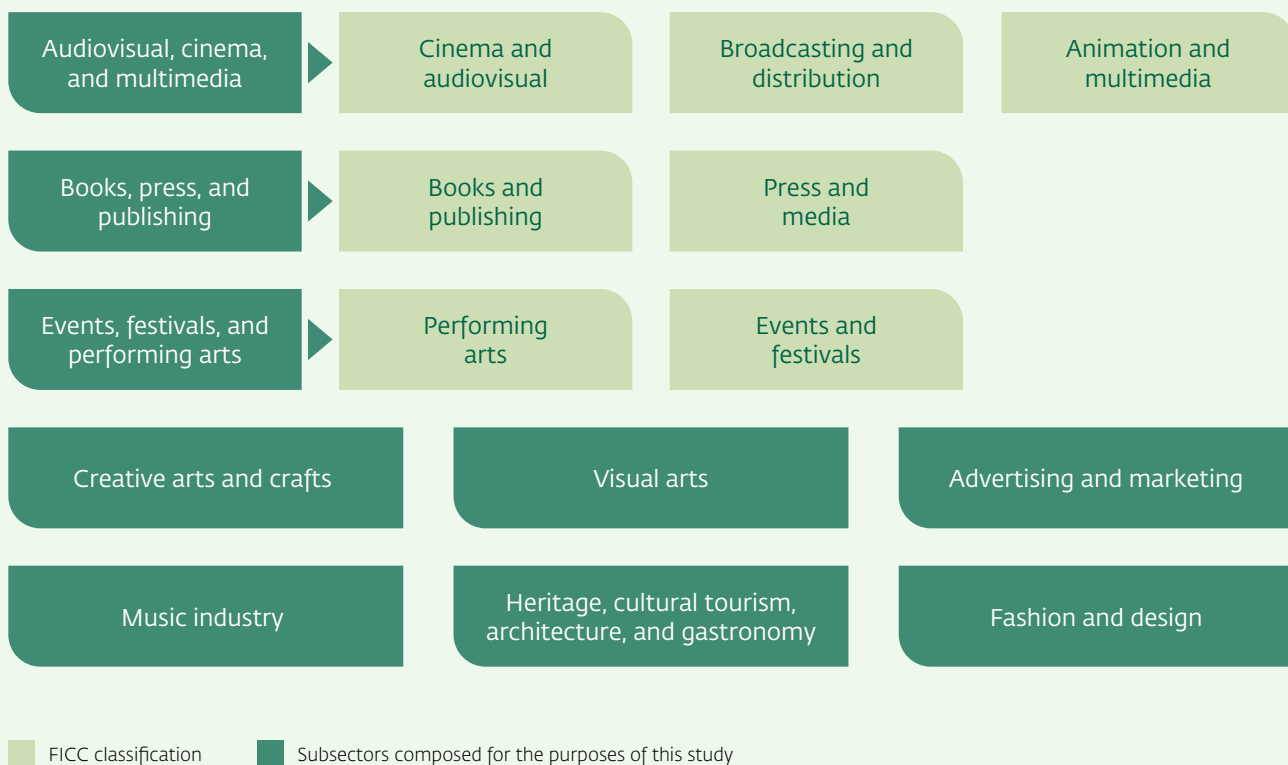 Audiovisual, cinema,
and multimedia
Cinema and
audiovisual
Broadcasting and
distribution
Animation and
multimedia
Books, press, and
publishing
Books and
publishing
Press and
media
Events, festivals, and
performing arts
Performing
arts
Events and
festivals
Creative arts and crafts
Visual arts
Advertising and marketing
Music industry
Heritage, cultural tourism,
architecture, and gastronomy
Fashion and design
FICC classification
Subsectors composed for the purposes of this study